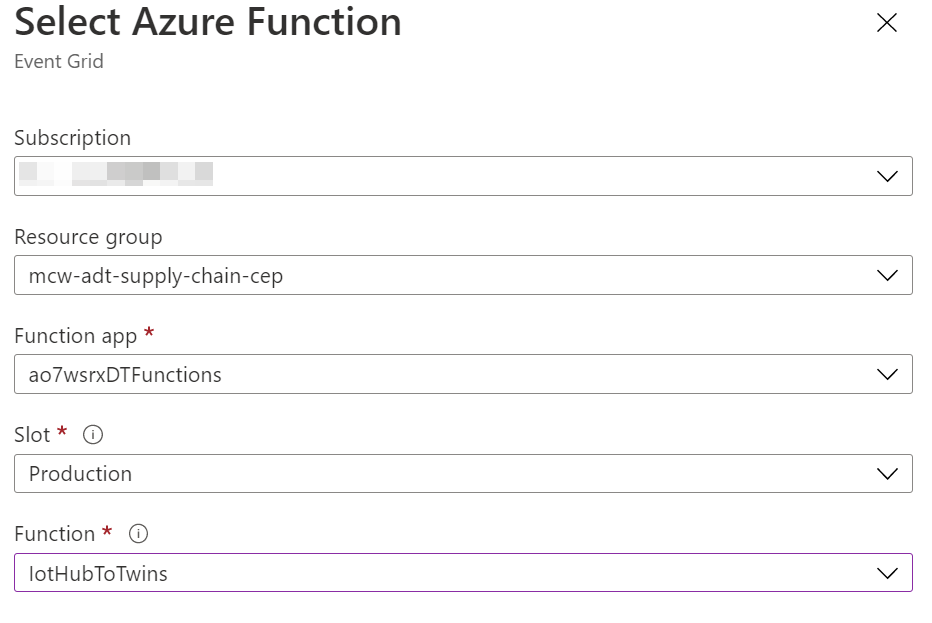 Select Azure Function
Event Grid
Subscription
Resource group
mcw-adt-supply-chain-cep
Function app *
ao7wsrxDTFunctions
Slot *
Production
Function *
IotHubToTwins